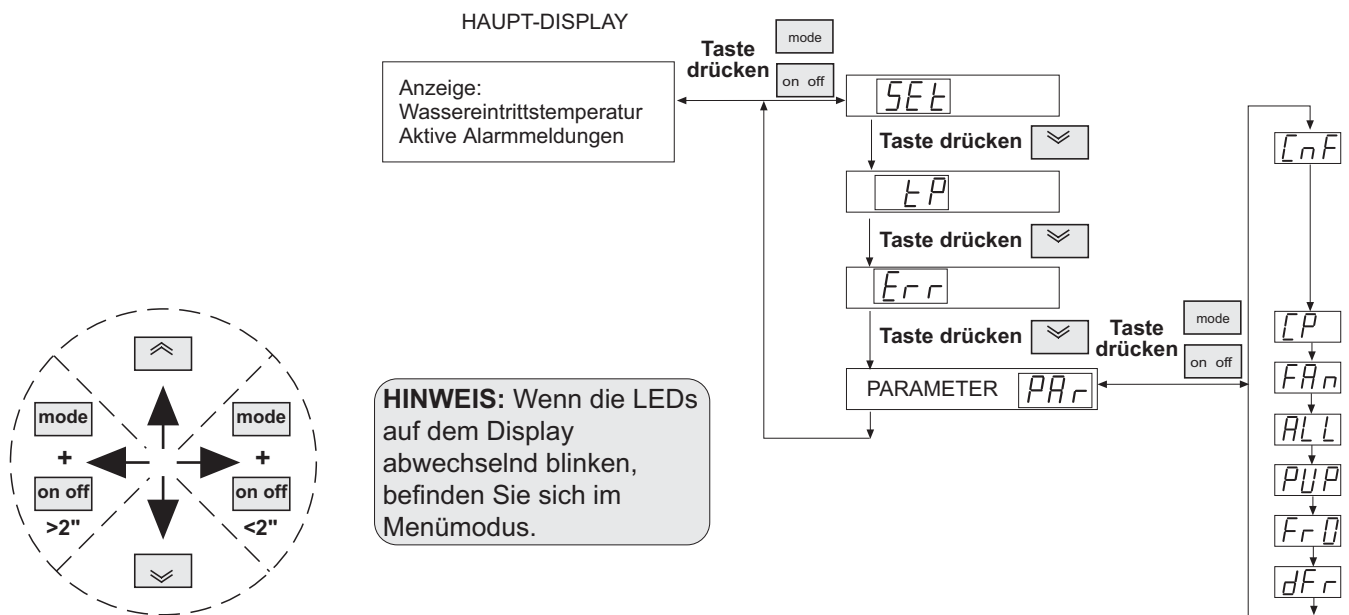 HAUPT-DISPLAY
Anzeige:
Wassereintrittstemperatur
Aktive Alarmmeldungen
Taste
drücken
mode
on off
SEt
Taste drücken
tP
Taste drücken
Err
Taste drücken
PARAMETER PAr
Taste
drücken
mode
on off
CnF
CP
FAn
ALL
PUP
Fr0
dFr
mode
+
on off
>2"
mode
+
on off
<2"
HINWEIS: Wenn die LEDs
auf dem Display
abwechselnd blinken,
befinden Sie sich im
Menümodus.